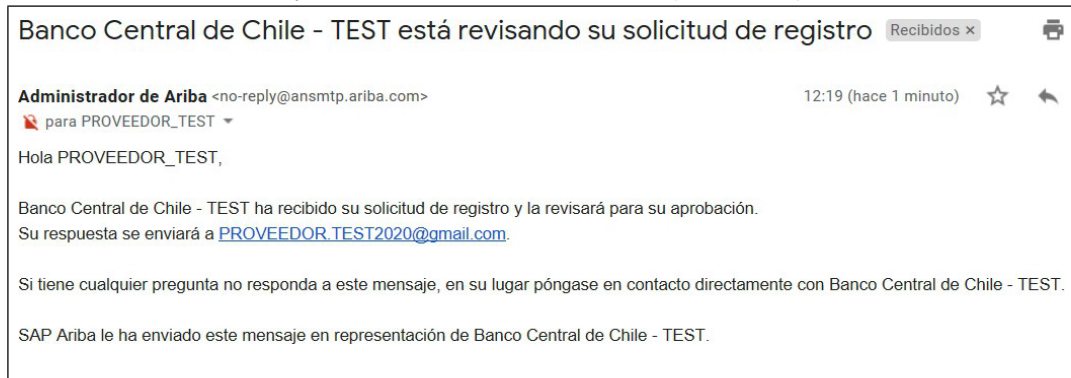 Banco Central de Chile - TEST está revisando su solicitud de registro Recibidos ×
Administrador de Ariba <no-reply@ansmtp.ariba.com> 12:19 (hace 1 minuto)
para PROVEEDOR_TEST
Hola PROVEEDOR_TEST,
Banco Central de Chile - TEST ha recibido su solicitud de registro y la revisará para su aprobación.
Su respuesta se enviará a PROVEEDOR.TEST2020@gmail.com.
Si tiene cualquier pregunta no responda a este mensaje, en su lugar póngase en contacto directamente con Banco Central de Chile - TEST.
SAP Ariba le ha enviado este mensaje en representación de Banco Central de Chile - TEST.